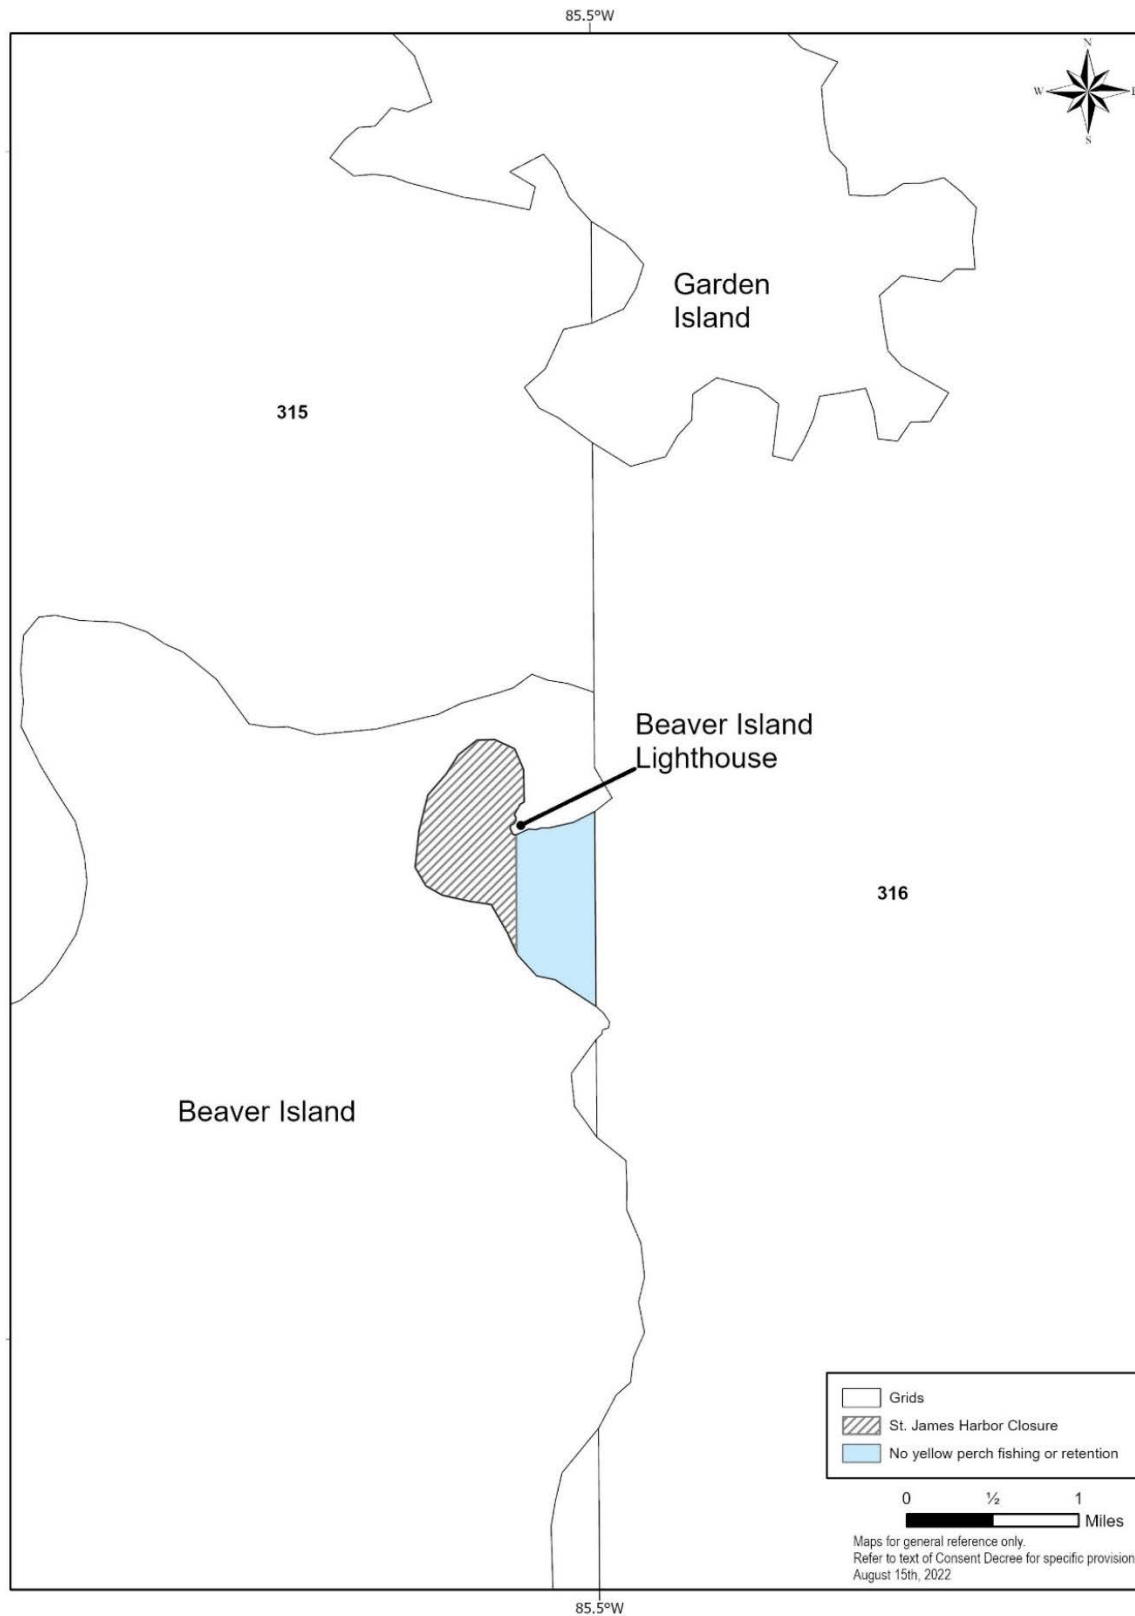 85.5°W
N
W
E
S
Garden
Island
315
Beaver Island
Lighthouse
316
Beaver Island
Grids
St. James Harbor Closure
No yellow perch fishing or retention
0 ½ 1
Miles
Maps for general reference only.
Refer to text of Consent Decree for specific provision
August 15th, 2022
85.5°W